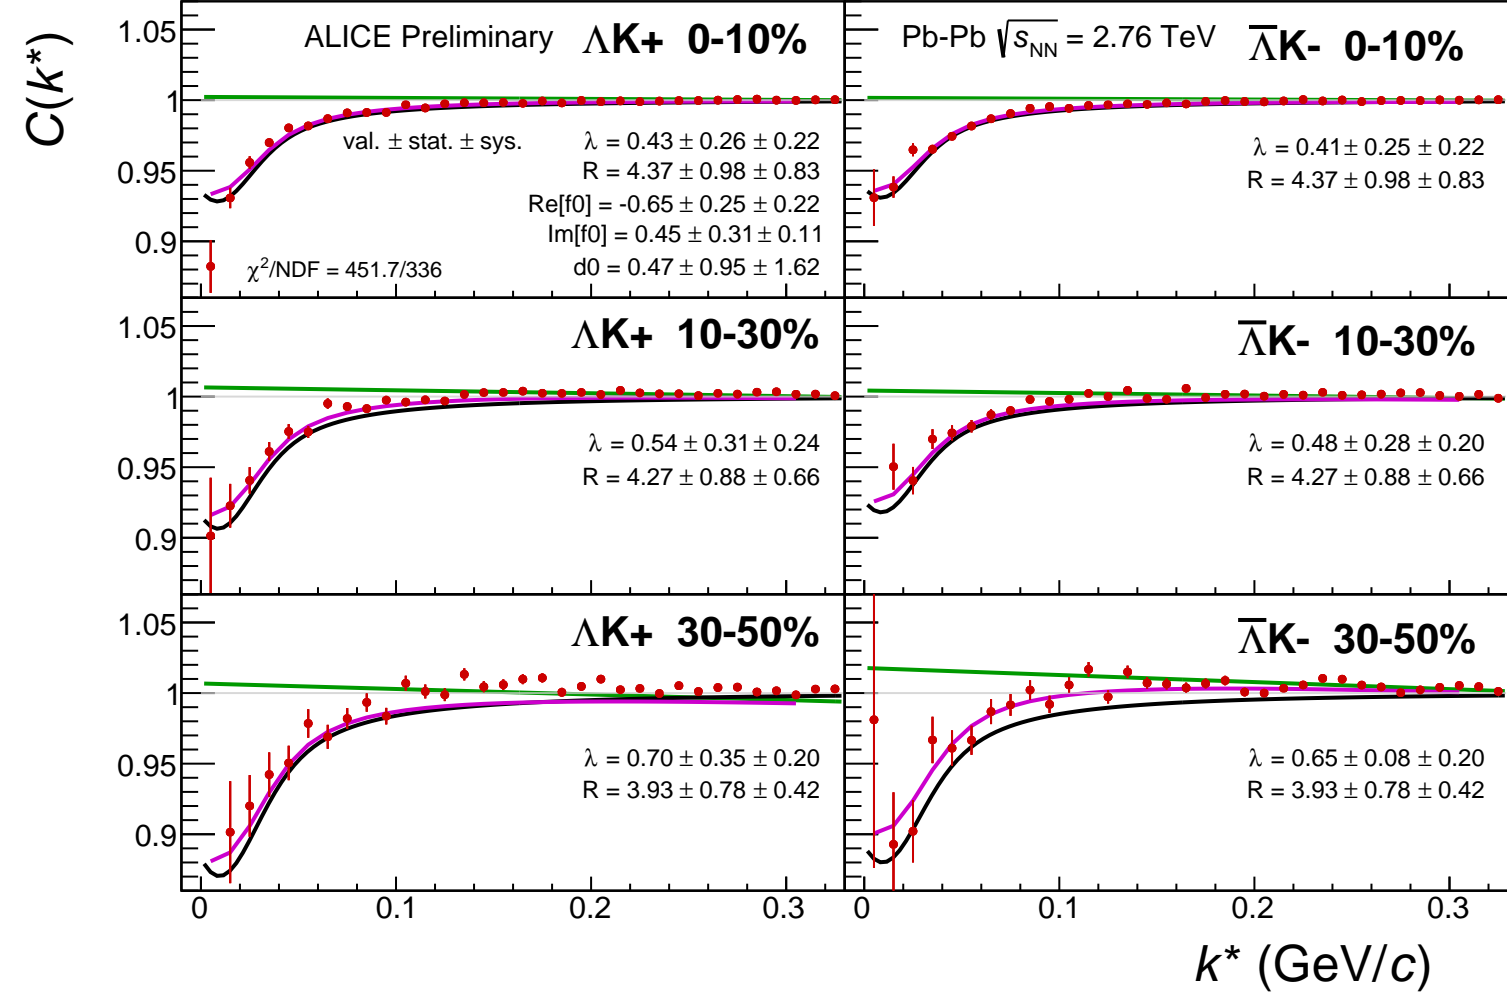 C(k*)
1.05
1
0.95
0.9
ALICE Preliminary ΛK+ 0-10%
val. ± stat. ± sys.
λ = 0.43 ± 0.26 ± 0.22
R = 4.37 ± 0.98 ± 0.83
Re[f0] = -0.65 ± 0.25 ± 0.22
Im[f0] = 0.45 ± 0.31 ± 0.11
d0 = 0.47 ± 0.95 ± 1.62
χ²/NDF = 451.7/336
Pb-Pb √s_NN = 2.76 TeV Λ̅K- 0-10%
λ = 0.41 ± 0.25 ± 0.22
R = 4.37 ± 0.98 ± 0.83
1.05
1
0.95
0.9
ΛK+ 10-30%
λ = 0.54 ± 0.31 ± 0.24
R = 4.27 ± 0.88 ± 0.66
Λ̅K- 10-30%
λ = 0.48 ± 0.28 ± 0.20
R = 4.27 ± 0.88 ± 0.66
1.05
1
0.95
0.9
ΛK+ 30-50%
λ = 0.70 ± 0.35 ± 0.20
R = 3.93 ± 0.78 ± 0.42
Λ̅K- 30-50%
λ = 0.65 ± 0.08 ± 0.20
R = 3.93 ± 0.78 ± 0.42
0 0.1 0.2 0.3 0 0.1 0.2 0.3
k* (GeV/c)